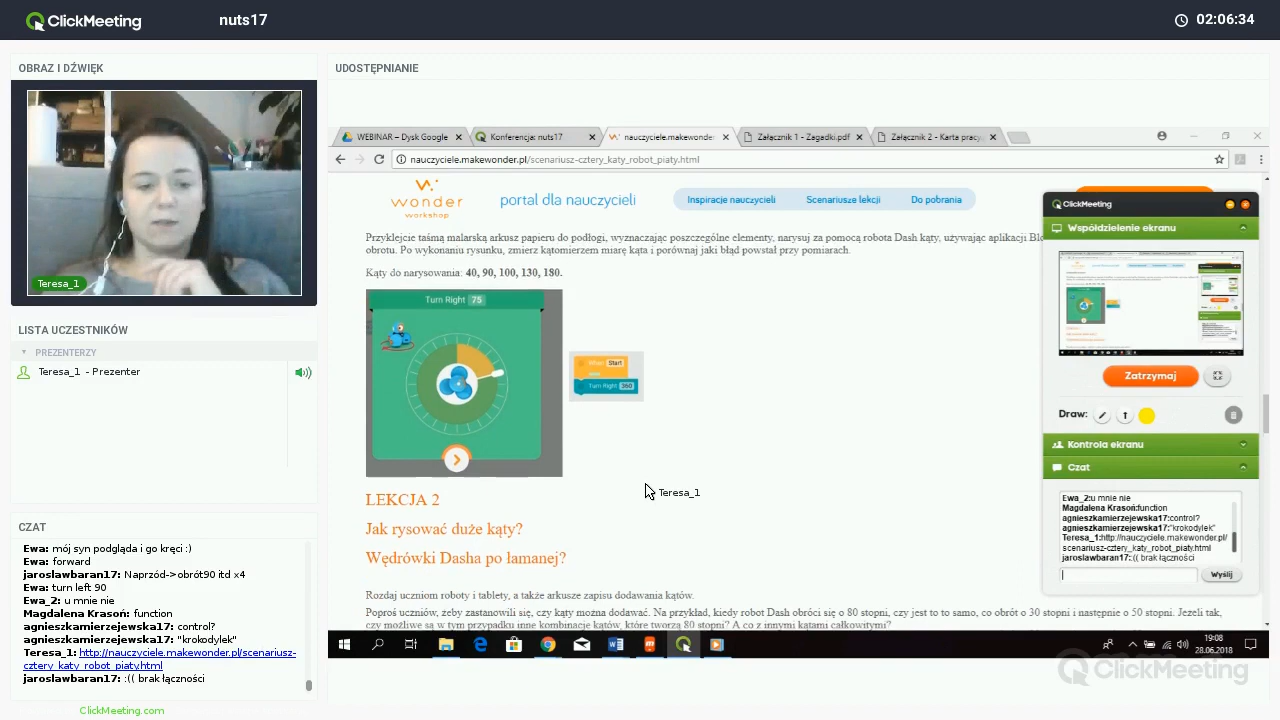 ClickMeeting
nuts17
02:06:34
OBRAZ I DŹWIĘK
Teresa_1
LISTA UCZESTNIKÓW
PREZENTERZY
Teresa_1 - Prezenter
CZAT
Ewa: mój syn podgląda i go kręci :)
Ewa: forward
jaroslawbaran17: Naprzód->obrót90 itd x4
Ewa: turn left 90
Ewa_2: u mnie nie
Magdalena Krasoń: function
agnieszkamierzejewska17: control?
agnieszkamierzejewska17: "krokodylek"
Teresa_1: http://nauczyciele.makewonder.pl/scenariusz-
cztery_katy_robot_piaty.html
jaroslawbaran17: :(( brak łączności
ClickMeeting.com
UDOSTĘPNIANIE
WEBINAR – Dysk Google
Konferencja: nuts17
nauczyciele.makewonder
Załącznik 1 - Zagadki.pdf
Załącznik 2 - Karta pracy
nauczyciele.makewonder.pl/scenariusz-cztery_katy_robot_piaty.html
wonder
workshop
portal dla nauczycieli
Inspiracje nauczycieli
Scenariusze lekcji
Do pobrania
Przyklejcie taśmą malarską arkusz papieru do podłogi, wyznaczając poszczególne elementy, narysuj za pomocą robota Dash kąty, używając aplikacji Blo
obrotu. Po wykonaniu rysunku, zmierz kątomierzem miarę kąta i porównaj jaki błąd powstał przy pomiarach.
Kąty do narysowania: 40, 90, 100, 130, 180.
Turn Right 75
When Start
Turn Right 360
Teresa_1
LEKCJA 2
Jak rysować duże kąty?
Wędrówki Dasha po łamanej?
Rozdaj uczniom roboty i tablety, a także arkusze zapisu dodawania kątów.
Poproś uczniów, żeby zastanowili się, czy kąty można dodawać. Na przykład, kiedy robot Dash obróci się o 80 stopni, czy jest to to samo, co obrót o 30 stopni i następnie o 50 stopni. Jeżeli tak,
czy możliwe są w tym przypadku inne kombinacje kątów, które tworzą 80 stopni? A co z innymi kątami całkowitymi?
ClickMeeting
Współdzielenie ekranu
Zatrzymaj
Draw:
Kontrola ekranu
Czat
Ewa_2:u mnie nie
Magdalena Krasoń:function
agnieszkamierzejewska17:control?
agnieszkamierzejewska17:"krokodylek"
Teresa_1:http://nauczyciele.makewonder.pl/
scenariusz-cztery_katy_robot_piaty.html
jaroslawbaran17::(( brak łączności
Wyślij
19:08
28.06.2018
ClickMeeting